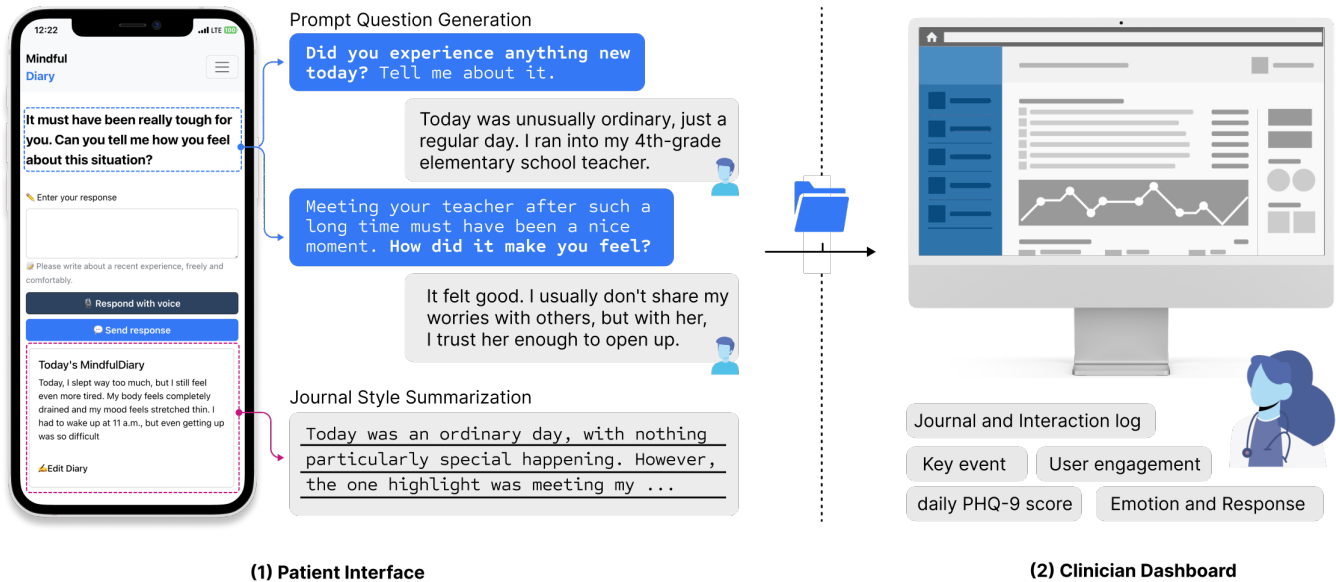 12:22
LTE 100
Mindful
Diary
It must have been really tough for
you. Can you tell me how you feel
about this situation?
Enter your response
Please write about a recent experience, freely and
comfortably.
Respond with voice
Send response
Today's MindfulDiary
Today, I slept way too much, but I still feel
even more tired. My body feels completely
drained and my mood feels stretched thin. I
had to wake up at 11 a.m., but even getting up
was so difficult
Edit Diary
Prompt Question Generation
Did you experience anything new
today? Tell me about it.
Today was unusually ordinary, just a
regular day. I ran into my 4th-grade
elementary school teacher.
Meeting your teacher after such a
long time must have been a nice
moment. How did it make you feel?
It felt good. I usually don't share my
worries with others, but with her,
I trust her enough to open up.
Journal Style Summarization
Today was an ordinary day, with nothing
particularly special happening. However,
the one highlight was meeting my ...
(1) Patient Interface
Journal and Interaction log
Key event
User engagement
daily PHQ-9 score
Emotion and Response
(2) Clinician Dashboard